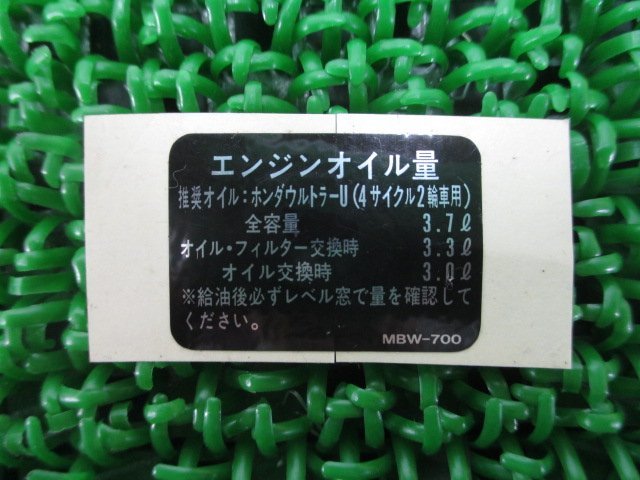 エンジンオイル量
推奨オイル：ホンダウルトラーU（4サイクル2輪車用）
全容量 3.7ℓ
オイル・フィルター交換時 3.3ℓ
オイル交換時 3.0ℓ
※給油後必ずレベル窓で量を確認して
ください。
MBW-700